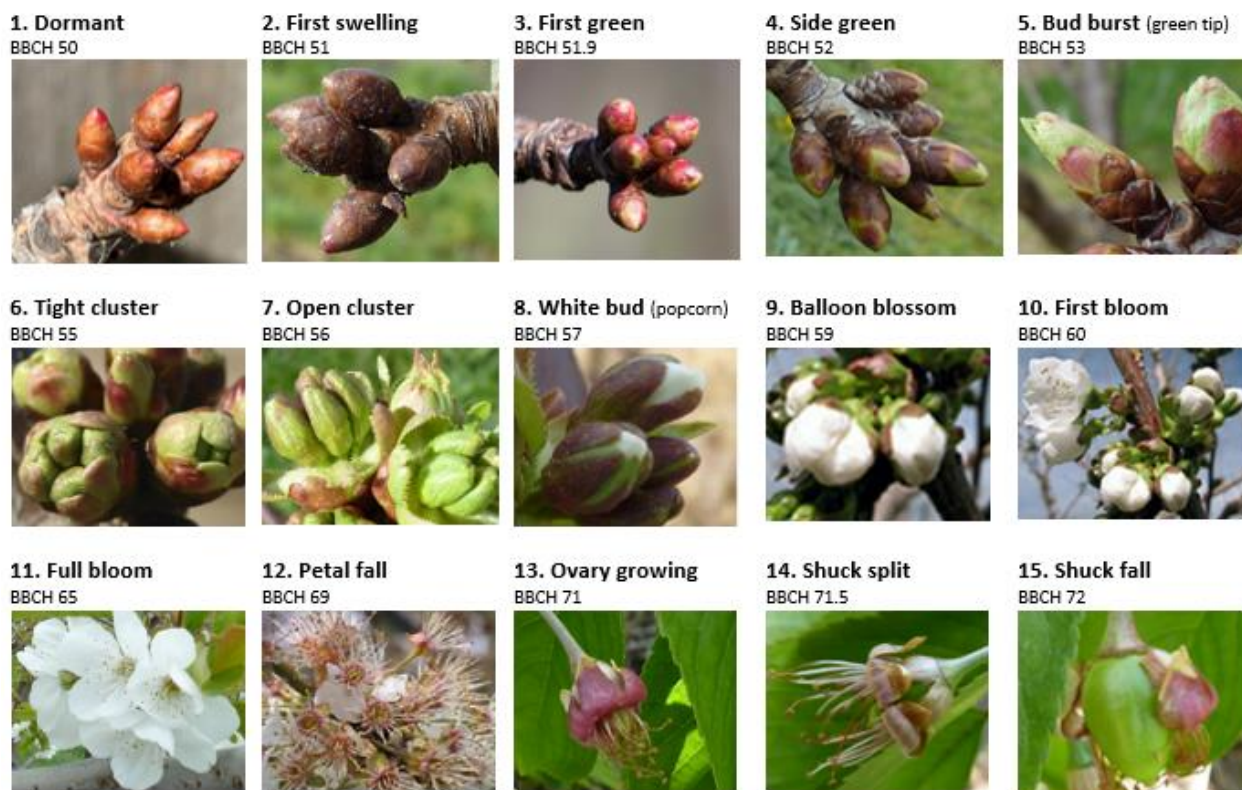 1. Dormant
BBCH 50
2. First swelling
BBCH 51
3. First green
BBCH 51.9
4. Side green
BBCH 52
5. Bud burst (green tip)
BBCH 53
6. Tight cluster
BBCH 55
7. Open cluster
BBCH 56
8. White bud (popcorn)
BBCH 57
9. Balloon blossom
BBCH 59
10. First bloom
BBCH 60
11. Full bloom
BBCH 65
12. Petal fall
BBCH 69
13. Ovary growing
BBCH 71
14. Shuck split
BBCH 71.5
15. Shuck fall
BBCH 72